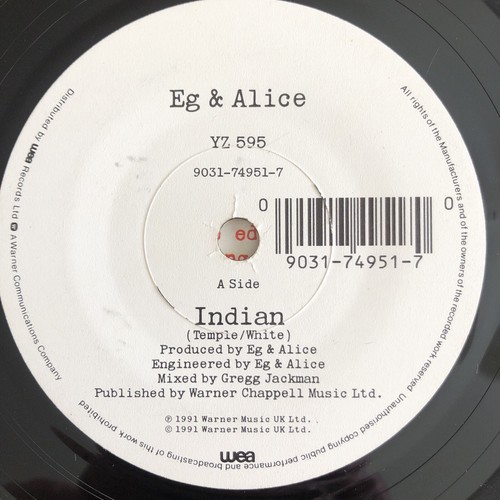 Eg & Alice
YZ 595
9031-74951-7
0 0
9031-74951-7
ed
A Side
Indian
(Temple/White)
Produced by Eg & Alice
Engineered by Eg & Alice
Mixed by Gregg Jackman
Published by Warner Chappell Music Ltd.
℗ 1991 Warner Music UK Ltd.
© 1991 Warner Music UK Ltd.
wea
Distributed by wea Records Ltd. A Warner Communications Company
All rights of the Manufacturers and of the owners of the recorded work reserved Unauthorised copying public performance and broadcasting of this work prohibited